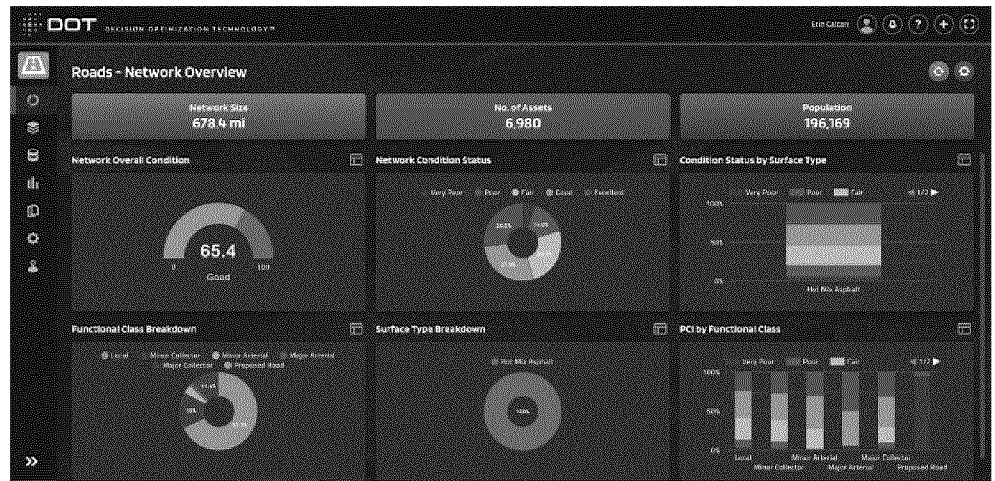 DOT DECISION OPTIMIZATION TECHNOLOGY™
?
Roads - Network Overview
Network Size
678.4 mi
No. of Assets
6,980
Population
196,169
Network Overall Condition
65.4
0 100
Good
Network Condition Status
Very Poor Poor Fair Good Excellent
Condition Status by Surface Type
Very Poor Poor Fair 1/2
100%
50%
0%
Hot Mix Asphalt
Functional Class Breakdown
Local Minor Collector Minor Arterial Major Arterial
Major Collector Proposed Road
Surface Type Breakdown
Hot Mix Asphalt
100%
PCI by Functional Class
Very Poor Poor Fair 1/2
100%
50%
0%
Local Minor Arterial Major Collector
Minor Collector Major Arterial Proposed Road